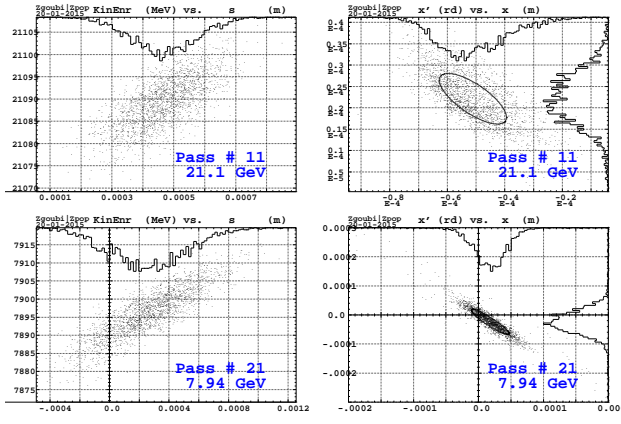 Zgoubi|Zpop
20-01-2015
KinEnr (MeV) vs. s (m)
21105
21100
21095
21090
21085
21080
21075
21070
0.0001 0.0003 0.0005 0.0007
Pass # 11
21.1 GeV
Zgoubi|Zpop
20-01-2015
x' (rd) vs. x (m)
0.4
E-4
0.35
E-4
0.3
E-4
0.25
E-4
0.2
E-4
0.15
E-4
0.1
E-4
0.5
E-5
-0.8 -0.6 -0.4 -0.2
E-4 E-4 E-4 E-4
Pass # 11
21.1 GeV
Zgoubi|Zpop
20-01-2015
KinEnr (MeV) vs. s (m)
7915
7910
7905
7900
7895
7890
7885
7880
7875
-.0004 0.0 0.0004 0.0008 0.0012
Pass # 21
7.94 GeV
Zgoubi|Zpop
20-01-2015
x' (rd) vs. x (m)
0.0003
0.0002
0.0001
0.0
-.0001
-.0002
-.0002 -.0001 0.0 0.0001 0.00
Pass # 21
7.94 GeV